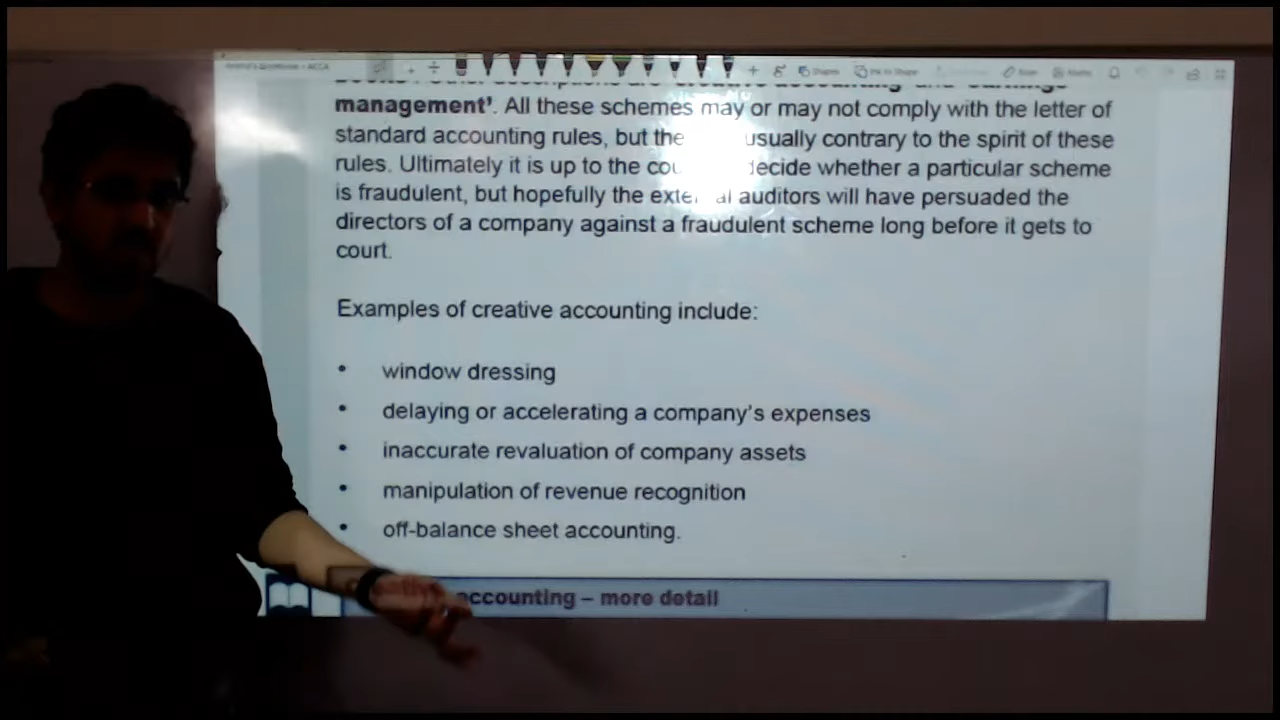 management'. All these schemes may or may not comply with the letter of
standard accounting rules, but the usually contrary to the spirit of these
rules. Ultimately it is up to the cou decide whether a particular scheme
is fraudulent, but hopefully the exte al auditors will have persuaded the
directors of a company against a fraudulent scheme long before it gets to
court.
Examples of creative accounting include:
• window dressing
• delaying or accelerating a company's expenses
• inaccurate revaluation of company assets
• manipulation of revenue recognition
• off-balance sheet accounting.
accounting – more detail